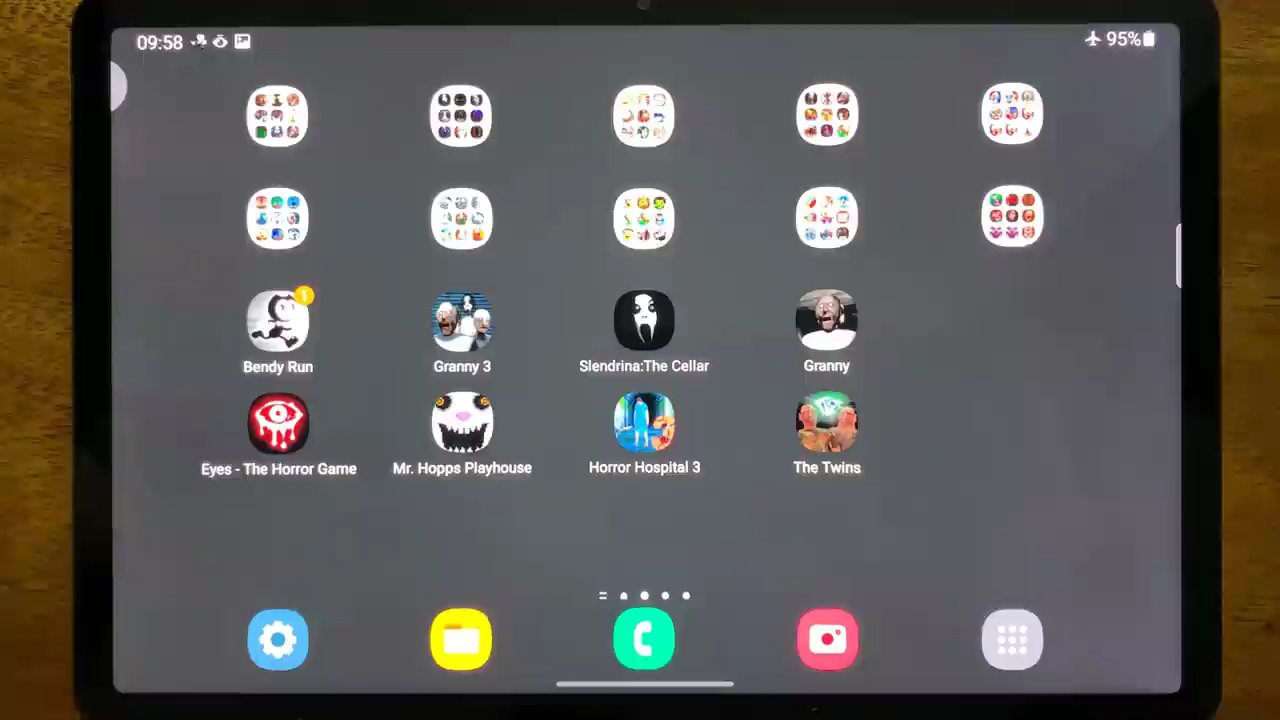 09:58
95%
1
Bendy Run
Granny 3
Slendrina:The Cellar
Granny
Eyes - The Horror Game
Mr. Hopps Playhouse
Horror Hospital 3
The Twins